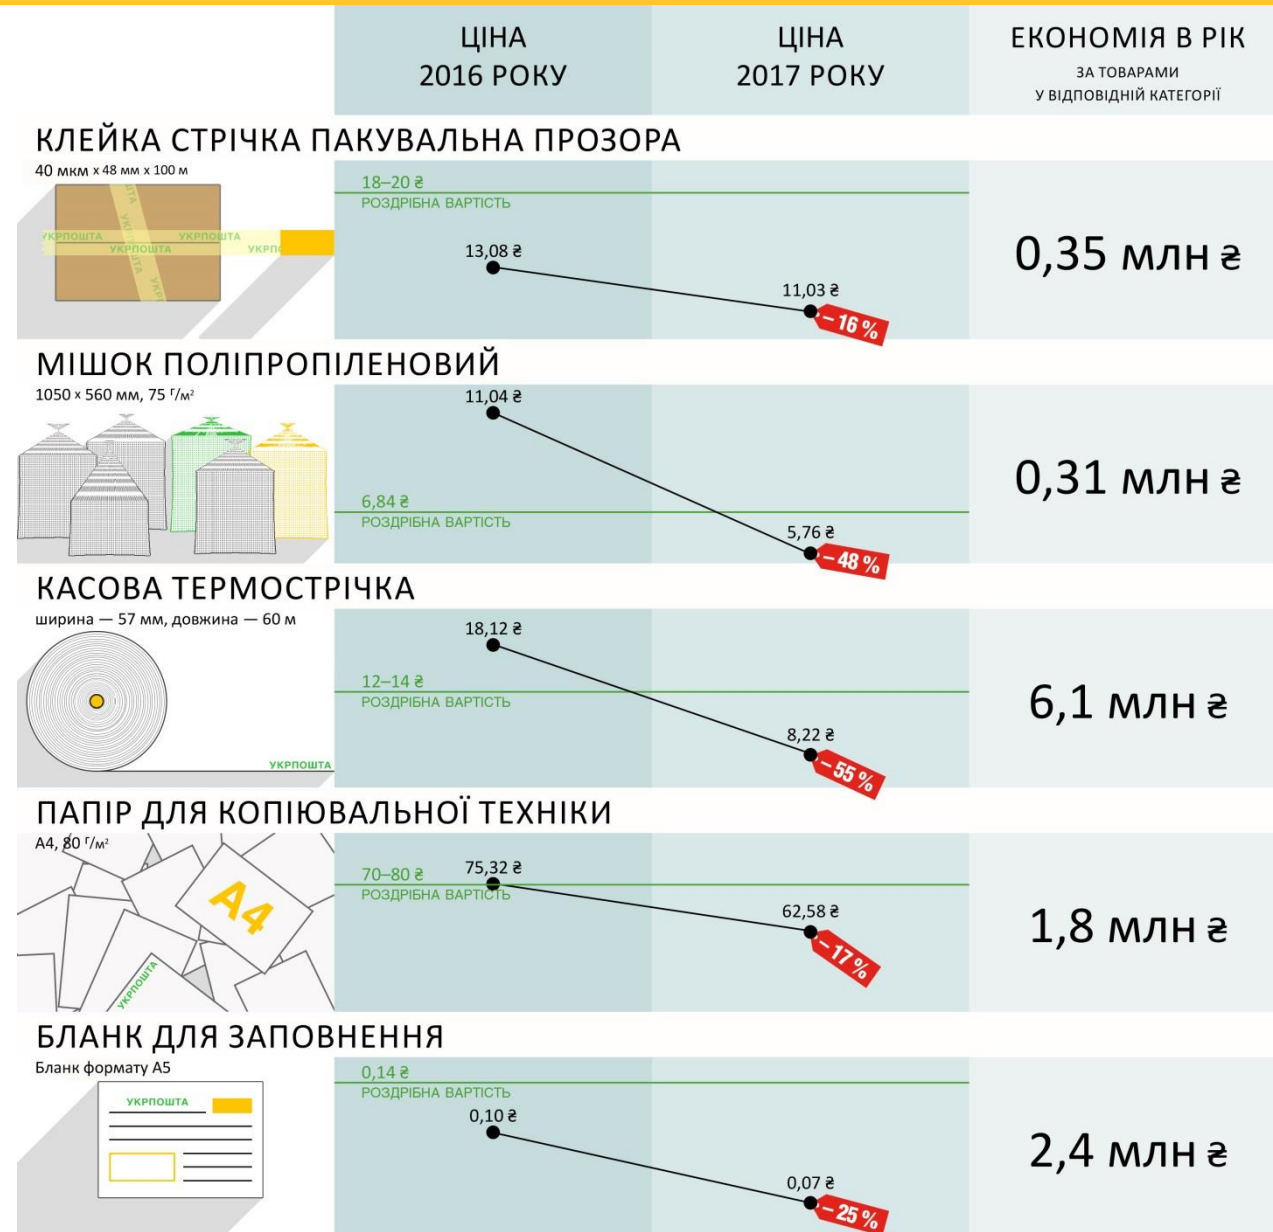 ЦІНА
2016 РОКУ
ЦІНА
2017 РОКУ
ЕКОНОМІЯ В РІК
ЗА ТОВАРАМИ
У ВІДПОВІДНІЙ КАТЕГОРІЇ
КЛЕЙКА СТРІЧКА ПАКУВАЛЬНА ПРОЗОРА
40 мкм x 48 мм x 100 м
УКРПОШТА УКРПОШТА
УКРПОШТА
18–20 ₴
РОЗДРІБНА ВАРТІСТЬ
13,08 ₴
11,03 ₴
– 16 %
0,35 млн ₴
МІШОК ПОЛІПРОПІЛЕНОВИЙ
1050 x 560 мм, 75 г/м²
11,04 ₴
6,84 ₴
РОЗДРІБНА ВАРТІСТЬ
5,76 ₴
– 48 %
0,31 млн ₴
КАСОВА ТЕРМОСТРІЧКА
ширина — 57 мм, довжина — 60 м
УКРПОШТА
18,12 ₴
12–14 ₴
РОЗДРІБНА ВАРТІСТЬ
8,22 ₴
– 55 %
6,1 млн ₴
ПАПІР ДЛЯ КОПІЮВАЛЬНОЇ ТЕХНІКИ
А4, 80 г/м²
А4
УКРПОШТА
70–80 ₴
РОЗДРІБНА ВАРТІСТЬ
75,32 ₴
62,58 ₴
– 17 %
1,8 млн ₴
БЛАНК ДЛЯ ЗАПОВНЕННЯ
Бланк формату А5
УКРПОШТА
0,14 ₴
РОЗДРІБНА ВАРТІСТЬ
0,10 ₴
0,07 ₴
– 25 %
2,4 млн ₴